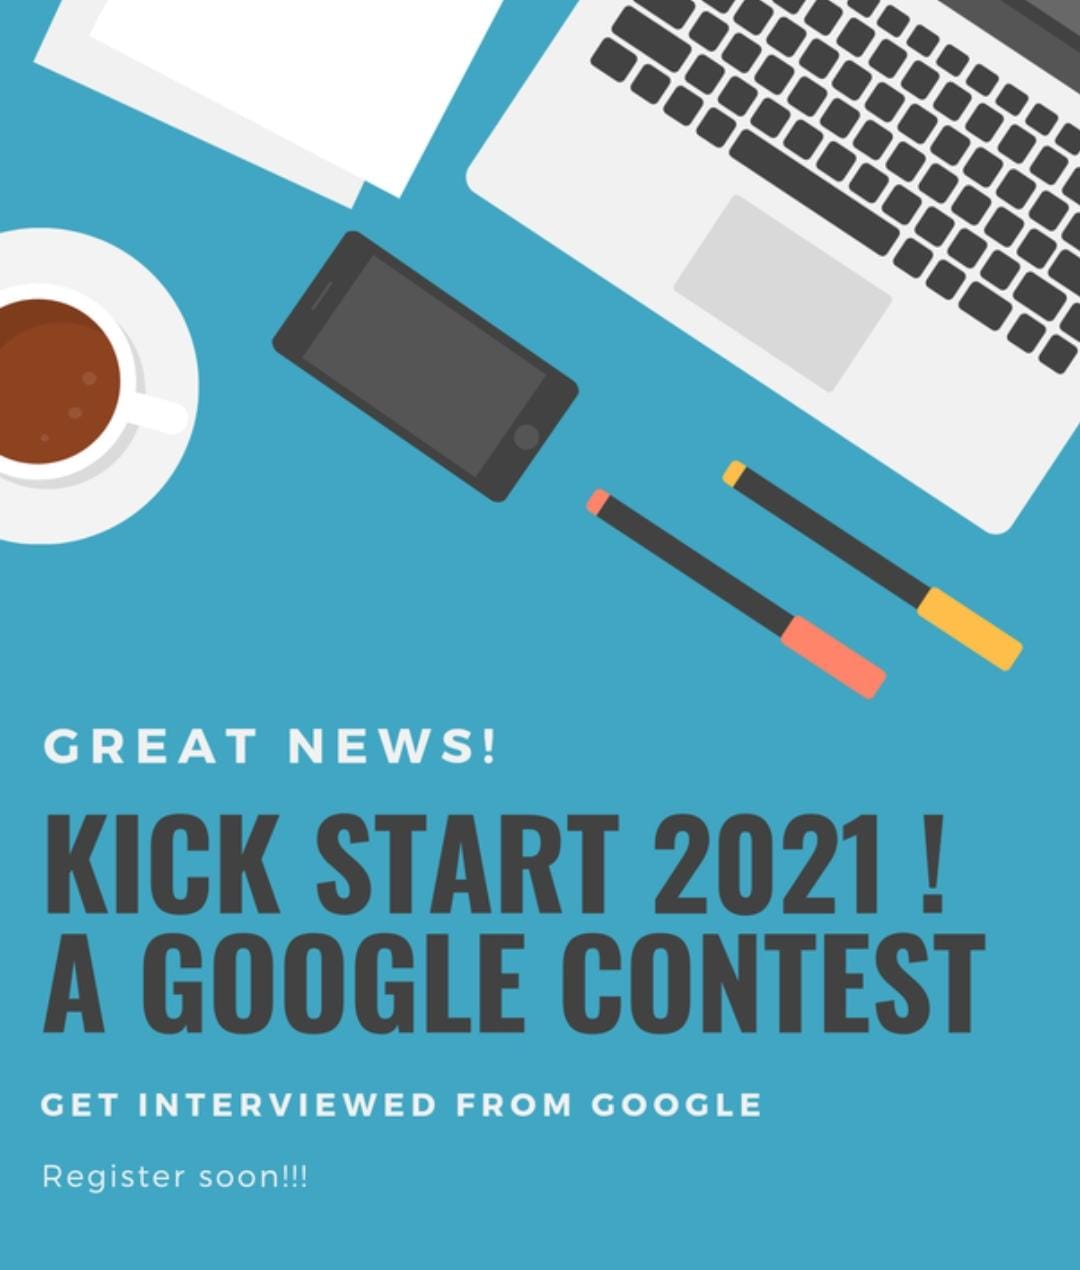 GREAT NEWS!
KICK START 2021 !
A GOOGLE CONTEST
GET INTERVIEWED FROM GOOGLE
Register soon!!!